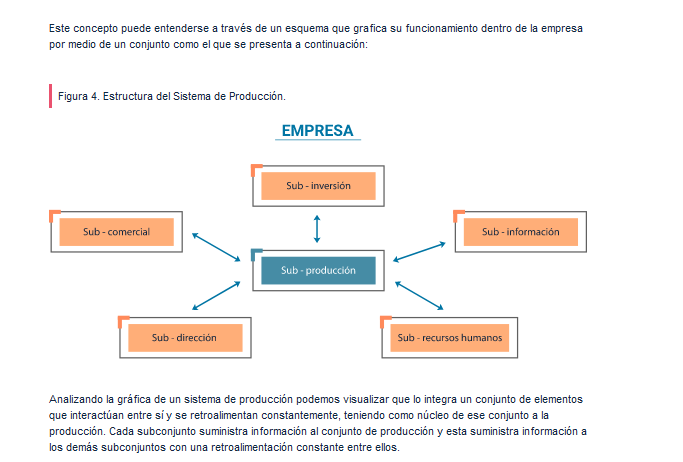 Este concepto puede entenderse a través de un esquema que grafica su funcionamiento dentro de la empresa
por medio de un conjunto como el que se presenta a continuación:
Figura 4. Estructura del Sistema de Producción.
EMPRESA
Sub - inversión
Sub - comercial
Sub - información
Sub - producción
Sub - dirección
Sub - recursos humanos
Analizando la gráfica de un sistema de producción podemos visualizar que lo integra un conjunto de elementos
que interactúan entre sí y se retroalimentan constantemente, teniendo como núcleo de ese conjunto a la
producción. Cada subconjunto suministra información al conjunto de producción y esta suministra información a
los demás subconjuntos con una retroalimentación constante entre ellos.